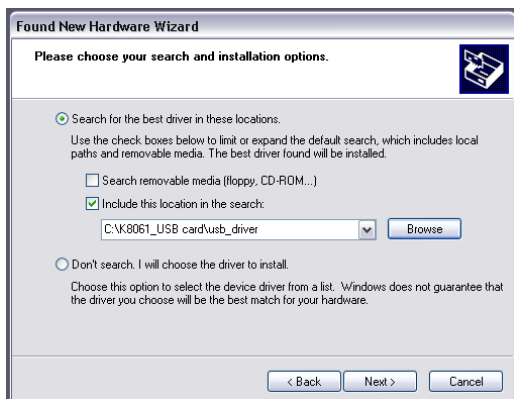 Found New Hardware Wizard
Please choose your search and installation options.
Search for the best driver in these locations.
Use the check boxes below to limit or expand the default search, which includes local
paths and removable media. The best driver found will be installed.
Search removable media (floppy, CD-ROM...)
Include this location in the search:
C:\K8061_USB card\usb_driver
Browse
Don't search. I will choose the driver to install.
Choose this option to select the device driver from a list. Windows does not guarantee that
the driver you choose will be the best match for your hardware.
< Back Next > Cancel